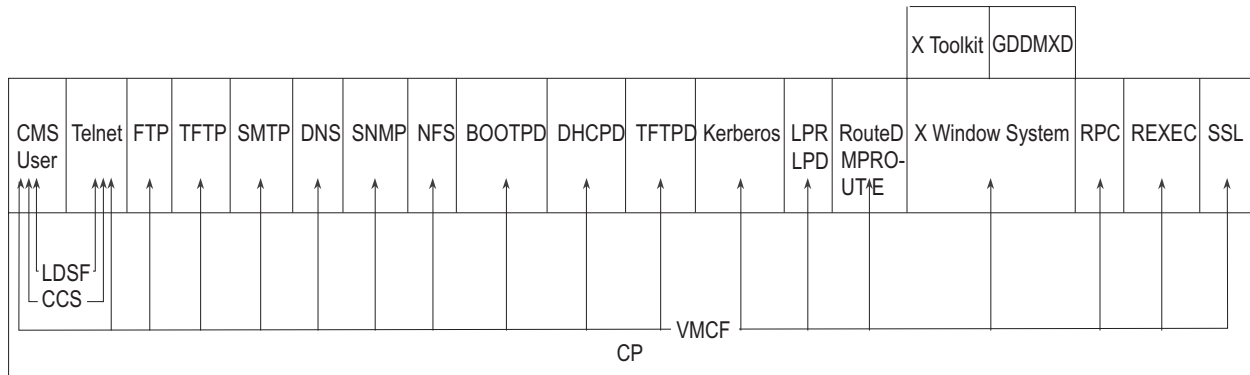 X Toolkit GDDMXD
CMS Telnet FTP TFTP SMTP DNS SNMP NFS BOOTPD DHCPD TFTPD Kerberos LPR RouteD X Window System RPC REXEC SSL
User LPD MPRO-
UTE
LDSF
CCS
VMCF
CP